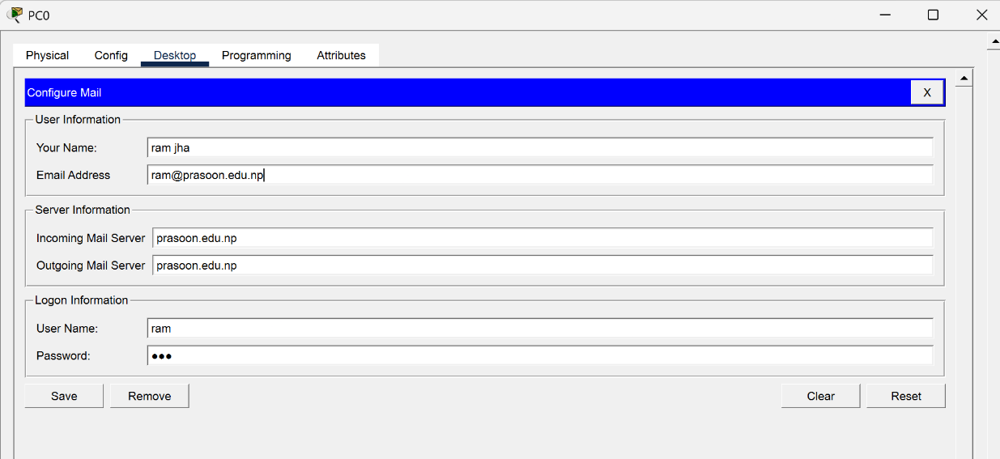 PC0
Physical Config Desktop Programming Attributes
Configure Mail X
User Information
Your Name: ram jha
Email Address ram@prasoon.edu.np
Server Information
Incoming Mail Server prasoon.edu.np
Outgoing Mail Server prasoon.edu.np
Logon Information
User Name: ram
Password: ●●●
Save Remove Clear Reset